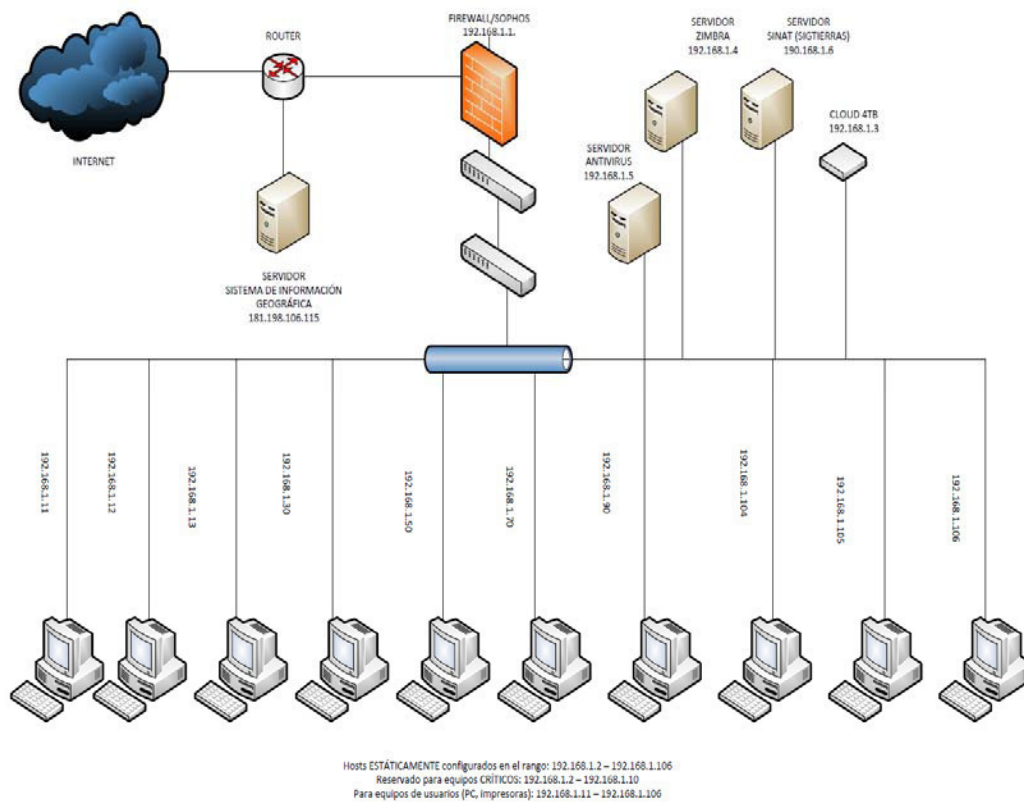 FIREWALL/SOPHOS
192.168.1.1.
ROUTER
INTERNET
SERVIDOR
SISTEMA DE INFORMACIÓN
GEOGRÁFICA
181.198.106.115
SERVIDOR
ZIMBRA
192.168.1.4
SERVIDOR
SINAT (SIGTIERRAS)
190.168.1.6
CLOUD 4TB
192.168.1.3
SERVIDOR
ANTIVIRUS
192.168.1.5
192.168.1.11
192.168.1.12
192.168.1.13
192.168.1.30
192.168.1.50
192.168.1.70
192.168.1.90
192.168.1.104
192.168.1.105
192.168.1.106
Hosts ESTÁTICAMENTE configurados en el rango: 192.168.1.2 – 192.168.1.106
Reservado para equipos CRÍTICOS: 192.168.1.2 – 192.168.1.10
Para equipos de usuarios (PC, impresoras): 192.168.1.11 – 192.168.1.106